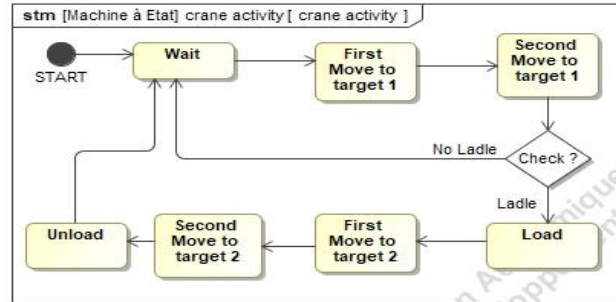 stm [Machine à Etat] crane activity [ crane activity ]
START
Wait
First
Move to
target 1
Second
Move to
target 1
No Ladle
Check ?
Ladle
Unload
Second
Move to
target 2
First
Move to
target 2
Load